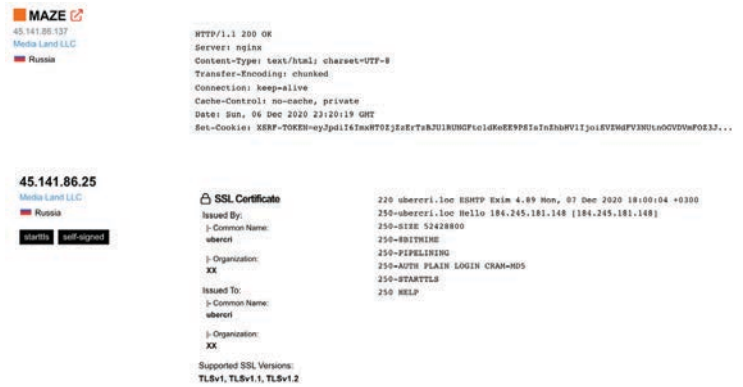 MAZE
45.141.86.137
Media Land LLC
Russia
HTTP/1.1 200 OK
Server: nginx
Content-Type: text/html; charset=UTF-8
Transfer-Encoding: chunked
Connection: keep-alive
Cache-Control: no-cache, private
Date: Sun, 06 Dec 2020 23:20:19 GMT
Set-Cookie:
45.141.86.25
Media Land LLC
Russia
starttls self-signed
SSL Certificate
Issued By:
|- Common Name:
ubercri
|- Organization:
XX
Issued To:
|- Common Name:
ubercri
|- Organization:
XX
Supported SSL Versions:
TLSv1, TLSv1.1, TLSv1.2
220 ubercri.loc ESMTP Exim 4.89 Mon, 07 Dec 2020 18:00:04 +0300
250-ubercri.loc Hello 184.245.181.148 [184.245.181.148]
250-SIZE 52428800
250-8BITMIME
250-PIPELINING
250-AUTH PLAIN LOGIN CRAM-MD5
250-STARTTLS
250 HELP